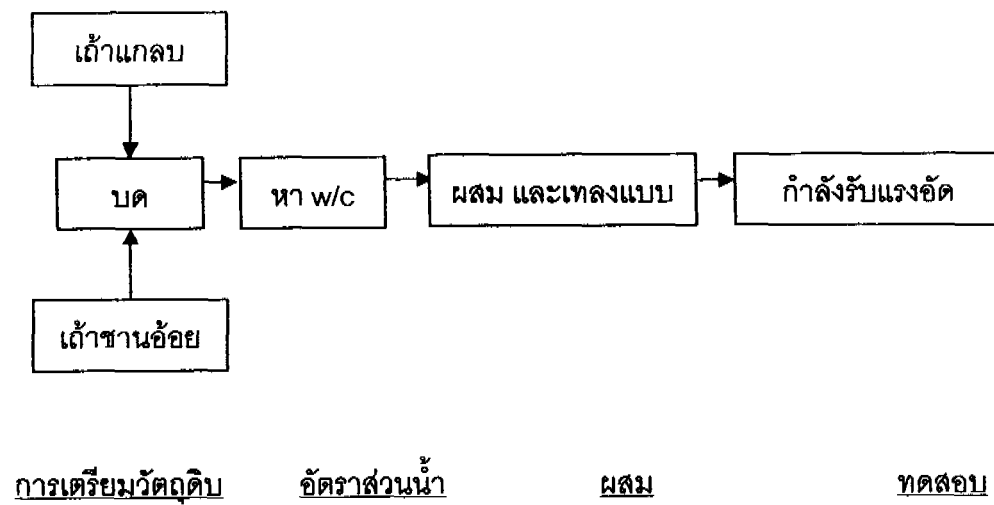 เถ้าแกลบ
บด
หา w/c
ผสม และเทลงแบบ
กำลังรับแรงอัด
เถ้าชานอ้อย
การเตรียมวัตถุดิบ
อัตราส่วนน้ำ
ผสม
ทดสอบ